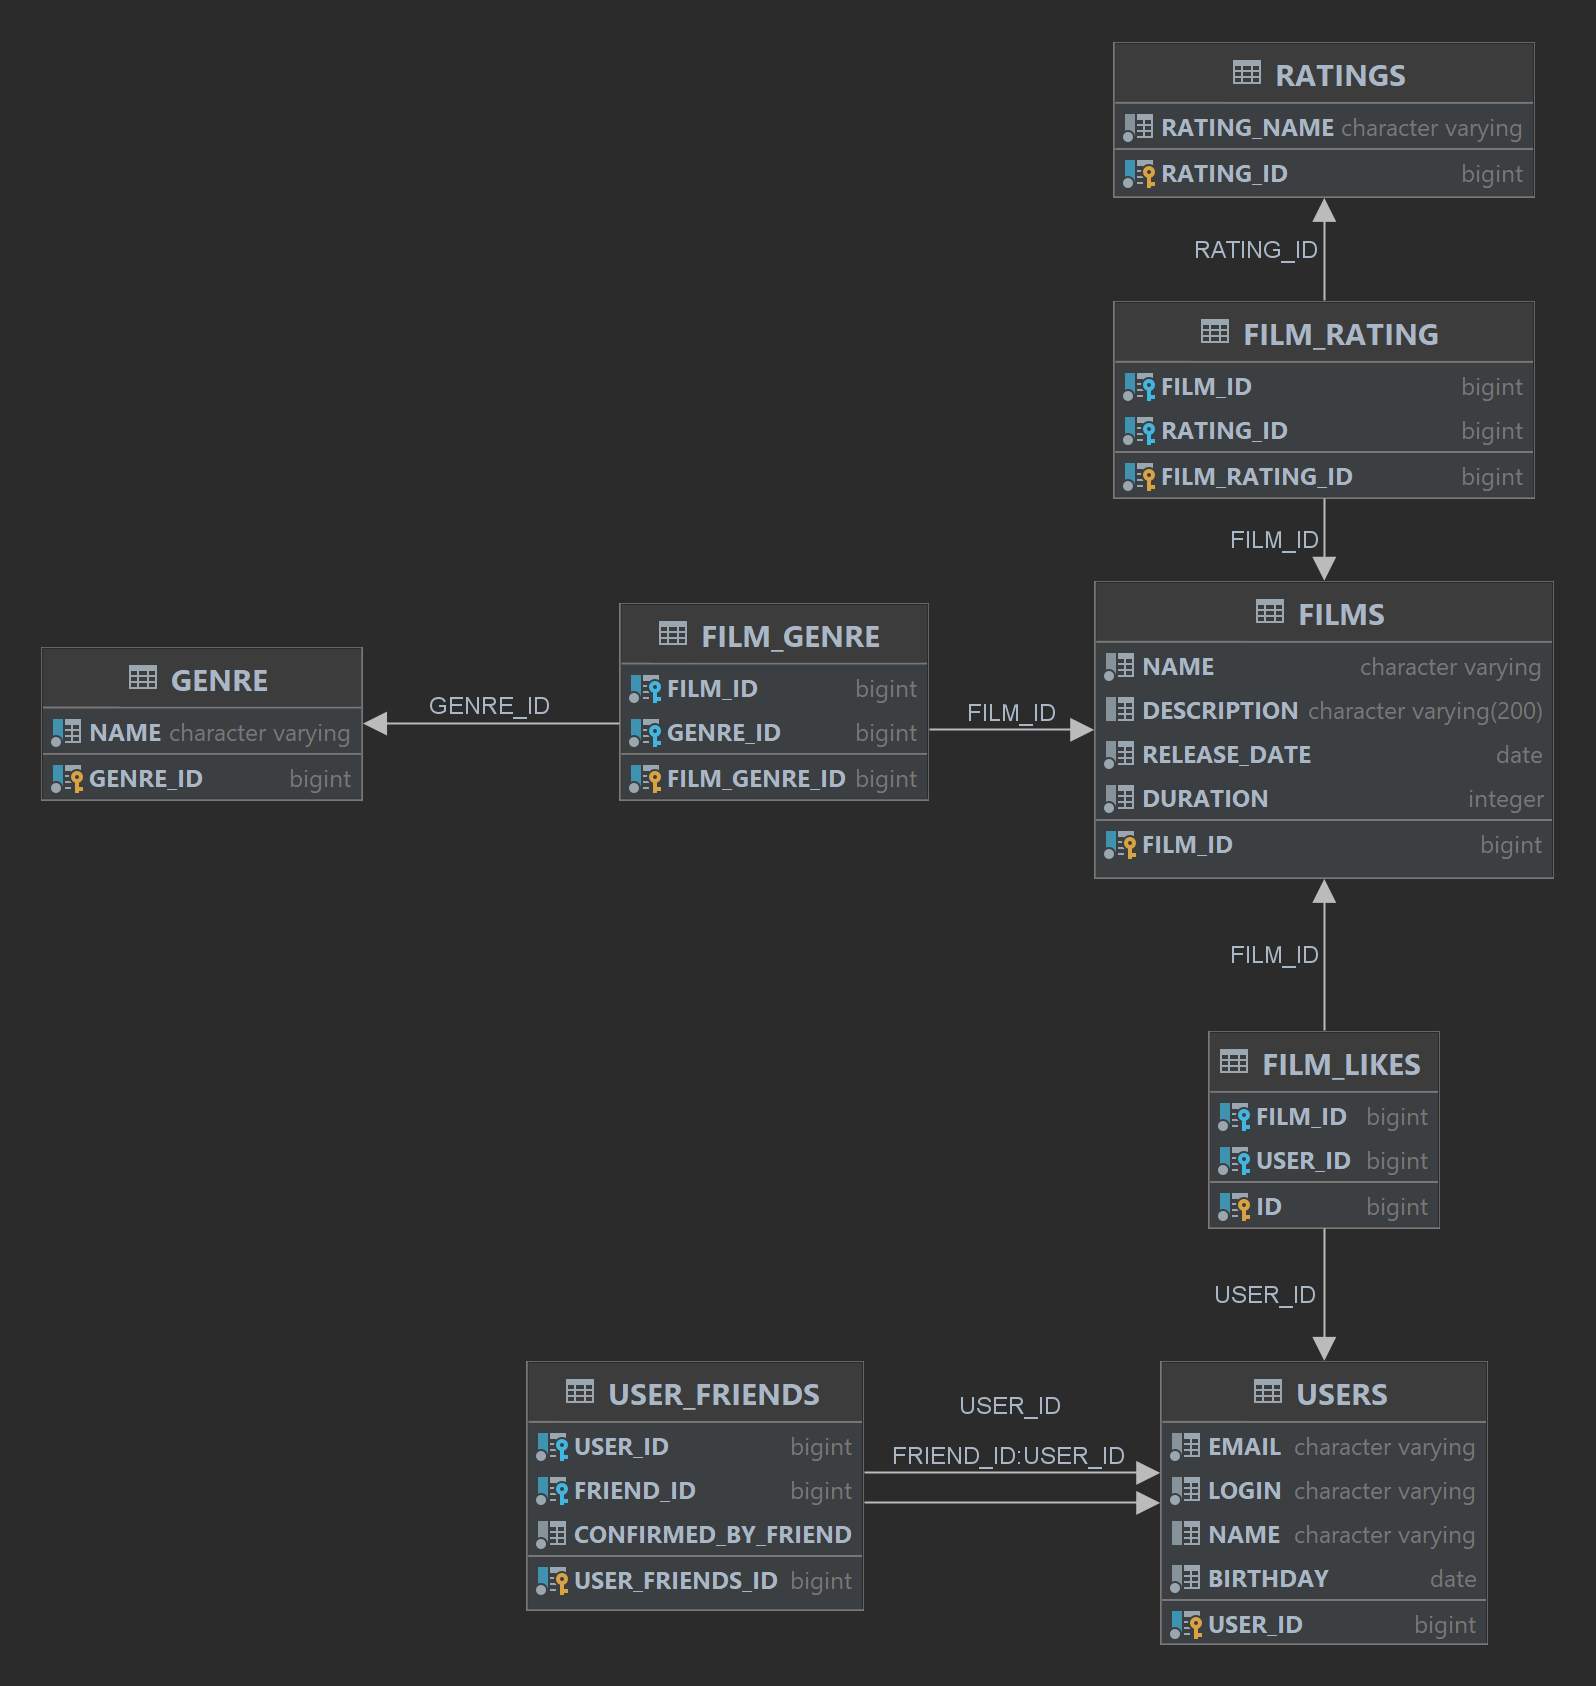 RATINGS
RATING_NAME character varying
RATING_ID bigint
RATING_ID
FILM_RATING
FILM_ID bigint
RATING_ID bigint
FILM_RATING_ID bigint
FILM_ID
FILMS
NAME character varying
DESCRIPTION character varying(200)
RELEASE_DATE date
DURATION integer
FILM_ID bigint
FILM_GENRE
FILM_ID bigint
GENRE_ID bigint
FILM_GENRE_ID bigint
FILM_ID
GENRE_ID
GENRE
NAME character varying
GENRE_ID bigint
FILM_ID
FILM_LIKES
FILM_ID bigint
USER_ID bigint
ID bigint
USER_ID
USER_FRIENDS
USER_ID bigint
FRIEND_ID bigint
CONFIRMED_BY_FRIEND
USER_FRIENDS_ID bigint
USER_ID
FRIEND_ID:USER_ID
USERS
EMAIL character varying
LOGIN character varying
NAME character varying
BIRTHDAY date
USER_ID bigint